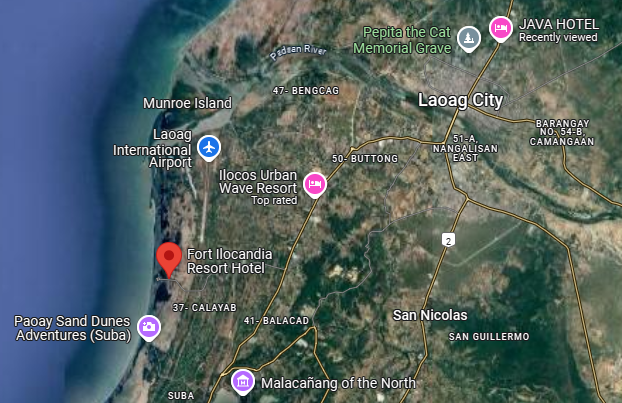 Pepita the Cat
Memorial Grave
JAVA HOTEL
Recently viewed
Padsan River
47- BENGCAG
Munroe Island
Laoag City
Laoag
International
Airport
BARANGAY
NO. 54-B,
CAMANGAAN
51-A,
NANGALISAN
EAST
50- BUTTONG
Ilocos Urban
Wave Resort
Top rated
2
Fort Ilocandia
Resort Hotel
37- CALAYAB
41- BALACAD
San Nicolas
SAN GUILLERMO
Paoay Sand Dunes
Adventures (Suba)
Malacañang of the North
SUBA